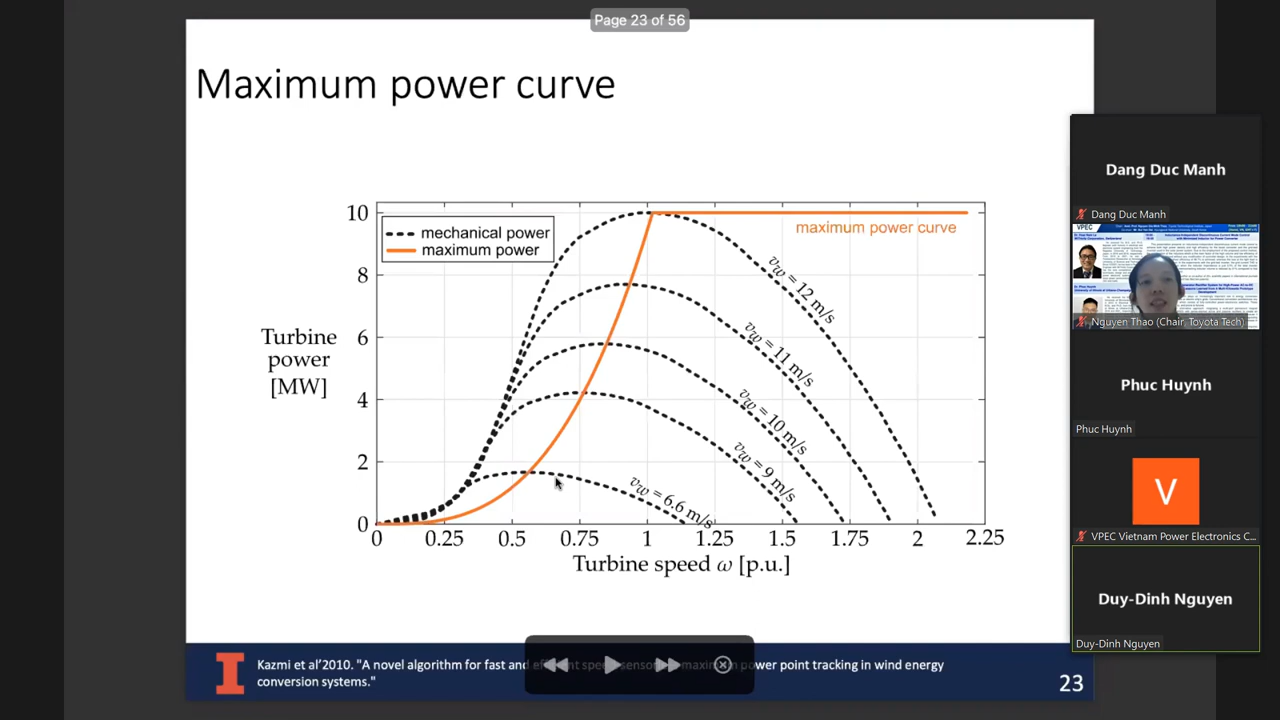 Page 23 of 56
Maximum power curve
10
8
6
4
2
0
Turbine
power
[MW]
mechanical power
maximum power
maximum power curve
vw = 12 m/s
vw = 11 m/s
vw = 10 m/s
vw = 9 m/s
vw = 6.6 m/s
0 0.25 0.5 0.75 1 1.25 1.5 1.75 2 2.25
Turbine speed ω [p.u.]
Kazmi et al’2010. "A novel algorithm for fast and power point tracking in wind energy
conversion systems."
23
Dang Duc Manh
Dang Duc Manh
VPEC
Nguyen Thao (Chair, Toyota Tech)
Phuc Huynh
Phuc Huynh
V
VPEC Vietnam Power Electronics C...
Duy-Dinh Nguyen
Duy-Dinh Nguyen